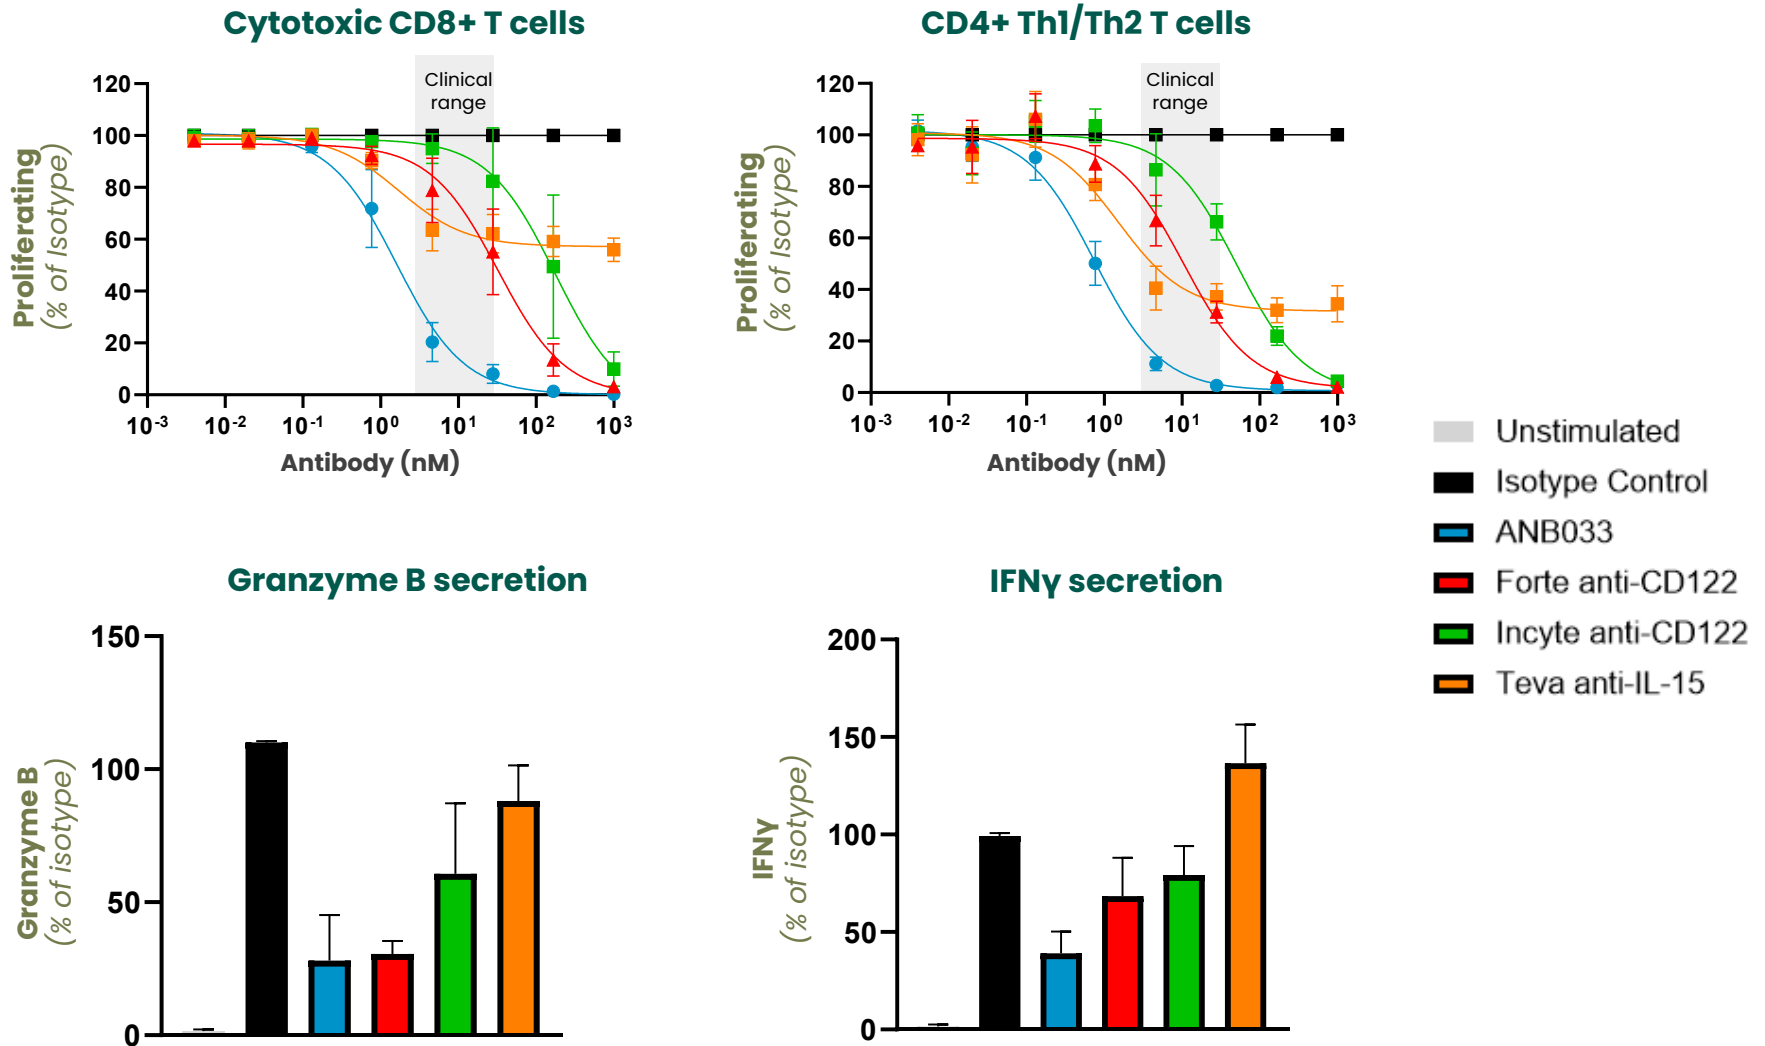 Cytotoxic CD8+ T cells
Clinical
range
120
100
80
60
40
20
0
Proliferating
(% of Isotype)
10-3
10-2
10-1
100
101
102
103
Antibody (nM)
CD4+ Th1/Th2 T cells
Clinical
range
120
100
80
60
40
20
0
Proliferating
(% of Isotype)
10-3
10-2
10-1
100
101
102
103
Antibody (nM)
Unstimulated
Isotype Control
ANB033
Forte anti-CD122
Incyte anti-CD122
Teva anti-IL-15
Granzyme B secretion
150
100
50
0
Granzyme B
(% of isotype)
IFNγ secretion
200
150
100
50
0
IFNγ
(% of isotype)